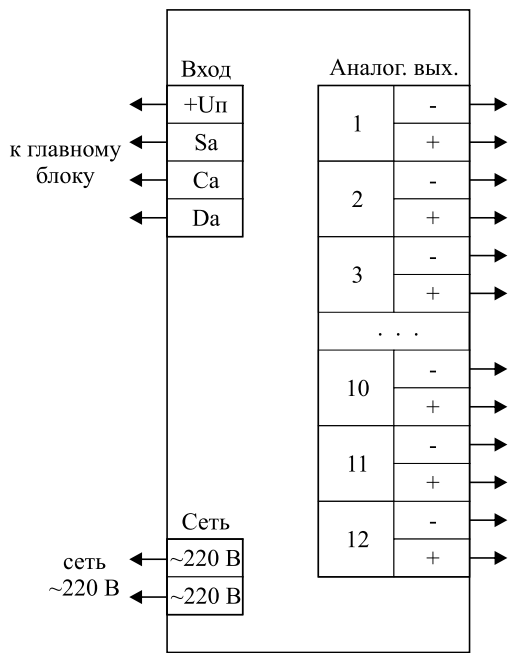 Вход
+Uп
Sa
Ca
Da
к главному
блоку
Аналог. вых.
1
-
+
2
-
+
3
-
+
. . .
10
-
+
11
-
+
12
-
+
Сеть
~220 В
~220 В
сеть
~220 В